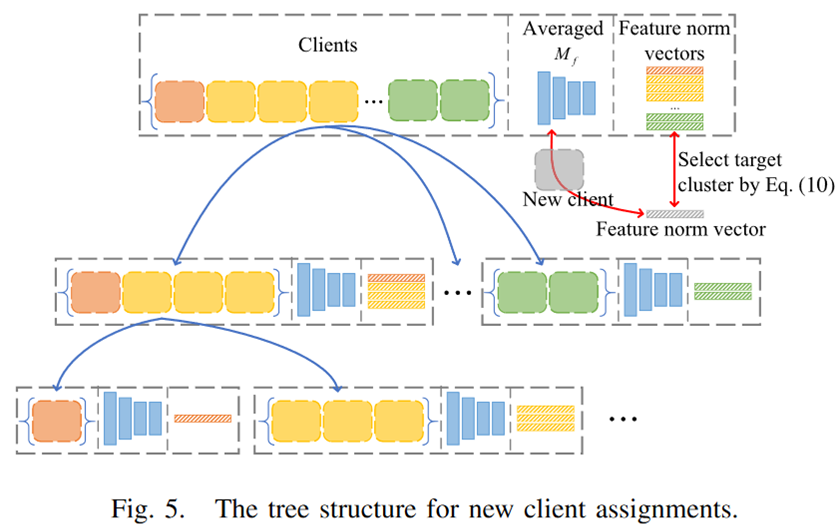 Clients
Averaged
M_f
Feature norm
vectors
...
...
Select target
cluster by Eq. (10)
New client
Feature norm vector
...
...
Fig. 5. The tree structure for new client assignments.